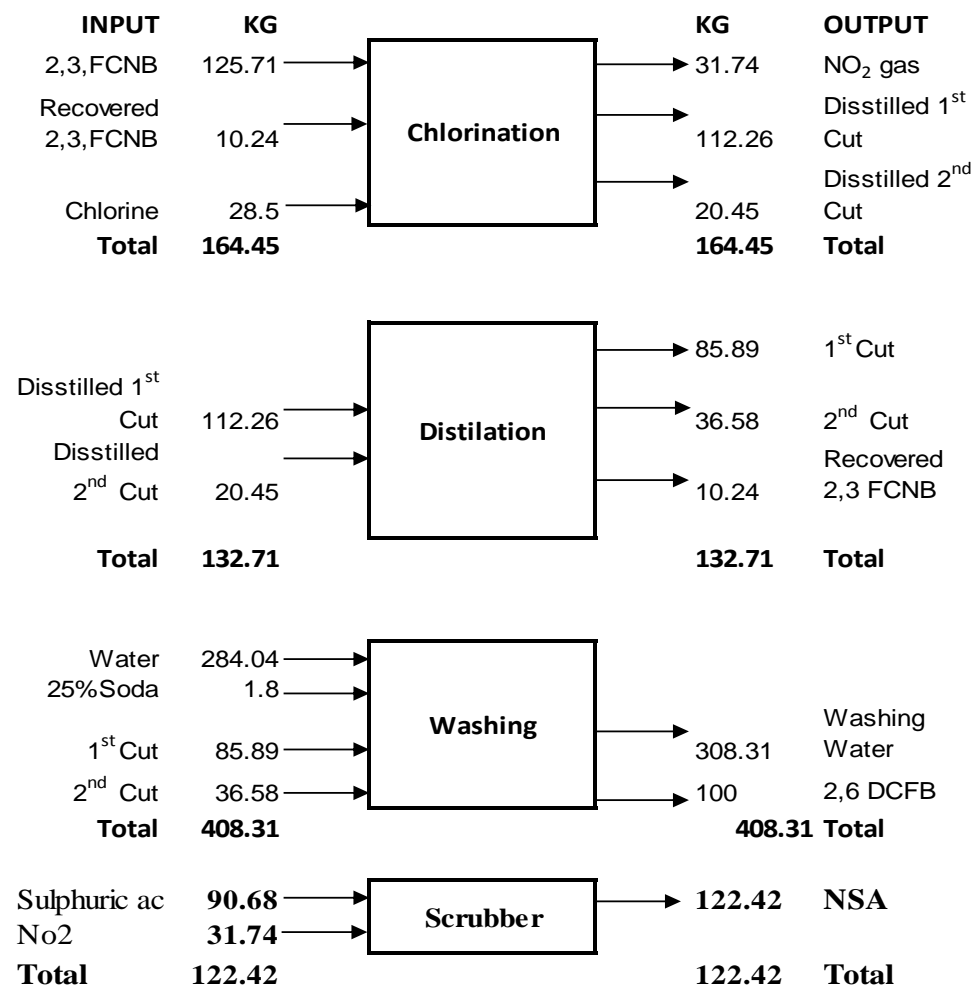 INPUT KG KG OUTPUT
2,3,FCNB 125.71 31.74 NO₂ gas
Recovered
2,3,FCNB 10.24 Chlorination 112.26 Disstilled 1st
Cut
Chlorine 28.5 20.45 Disstilled 2nd
Cut
Total 164.45 164.45 Total
85.89 1st Cut
Disstilled 1st
Cut 112.26 Distilation 36.58 2nd Cut
Disstilled
2nd Cut 20.45 10.24 Recovered
2,3 FCNB
Total 132.71 132.71 Total
Water 284.04
25%Soda 1.8
Washing
1st Cut 85.89 308.31 Washing
Water
2nd Cut 36.58 100 2,6 DCFB
Total 408.31 408.31 Total
Sulphuric ac 90.68 Scrubber 122.42 NSA
No2 31.74
Total 122.42 122.42 Total